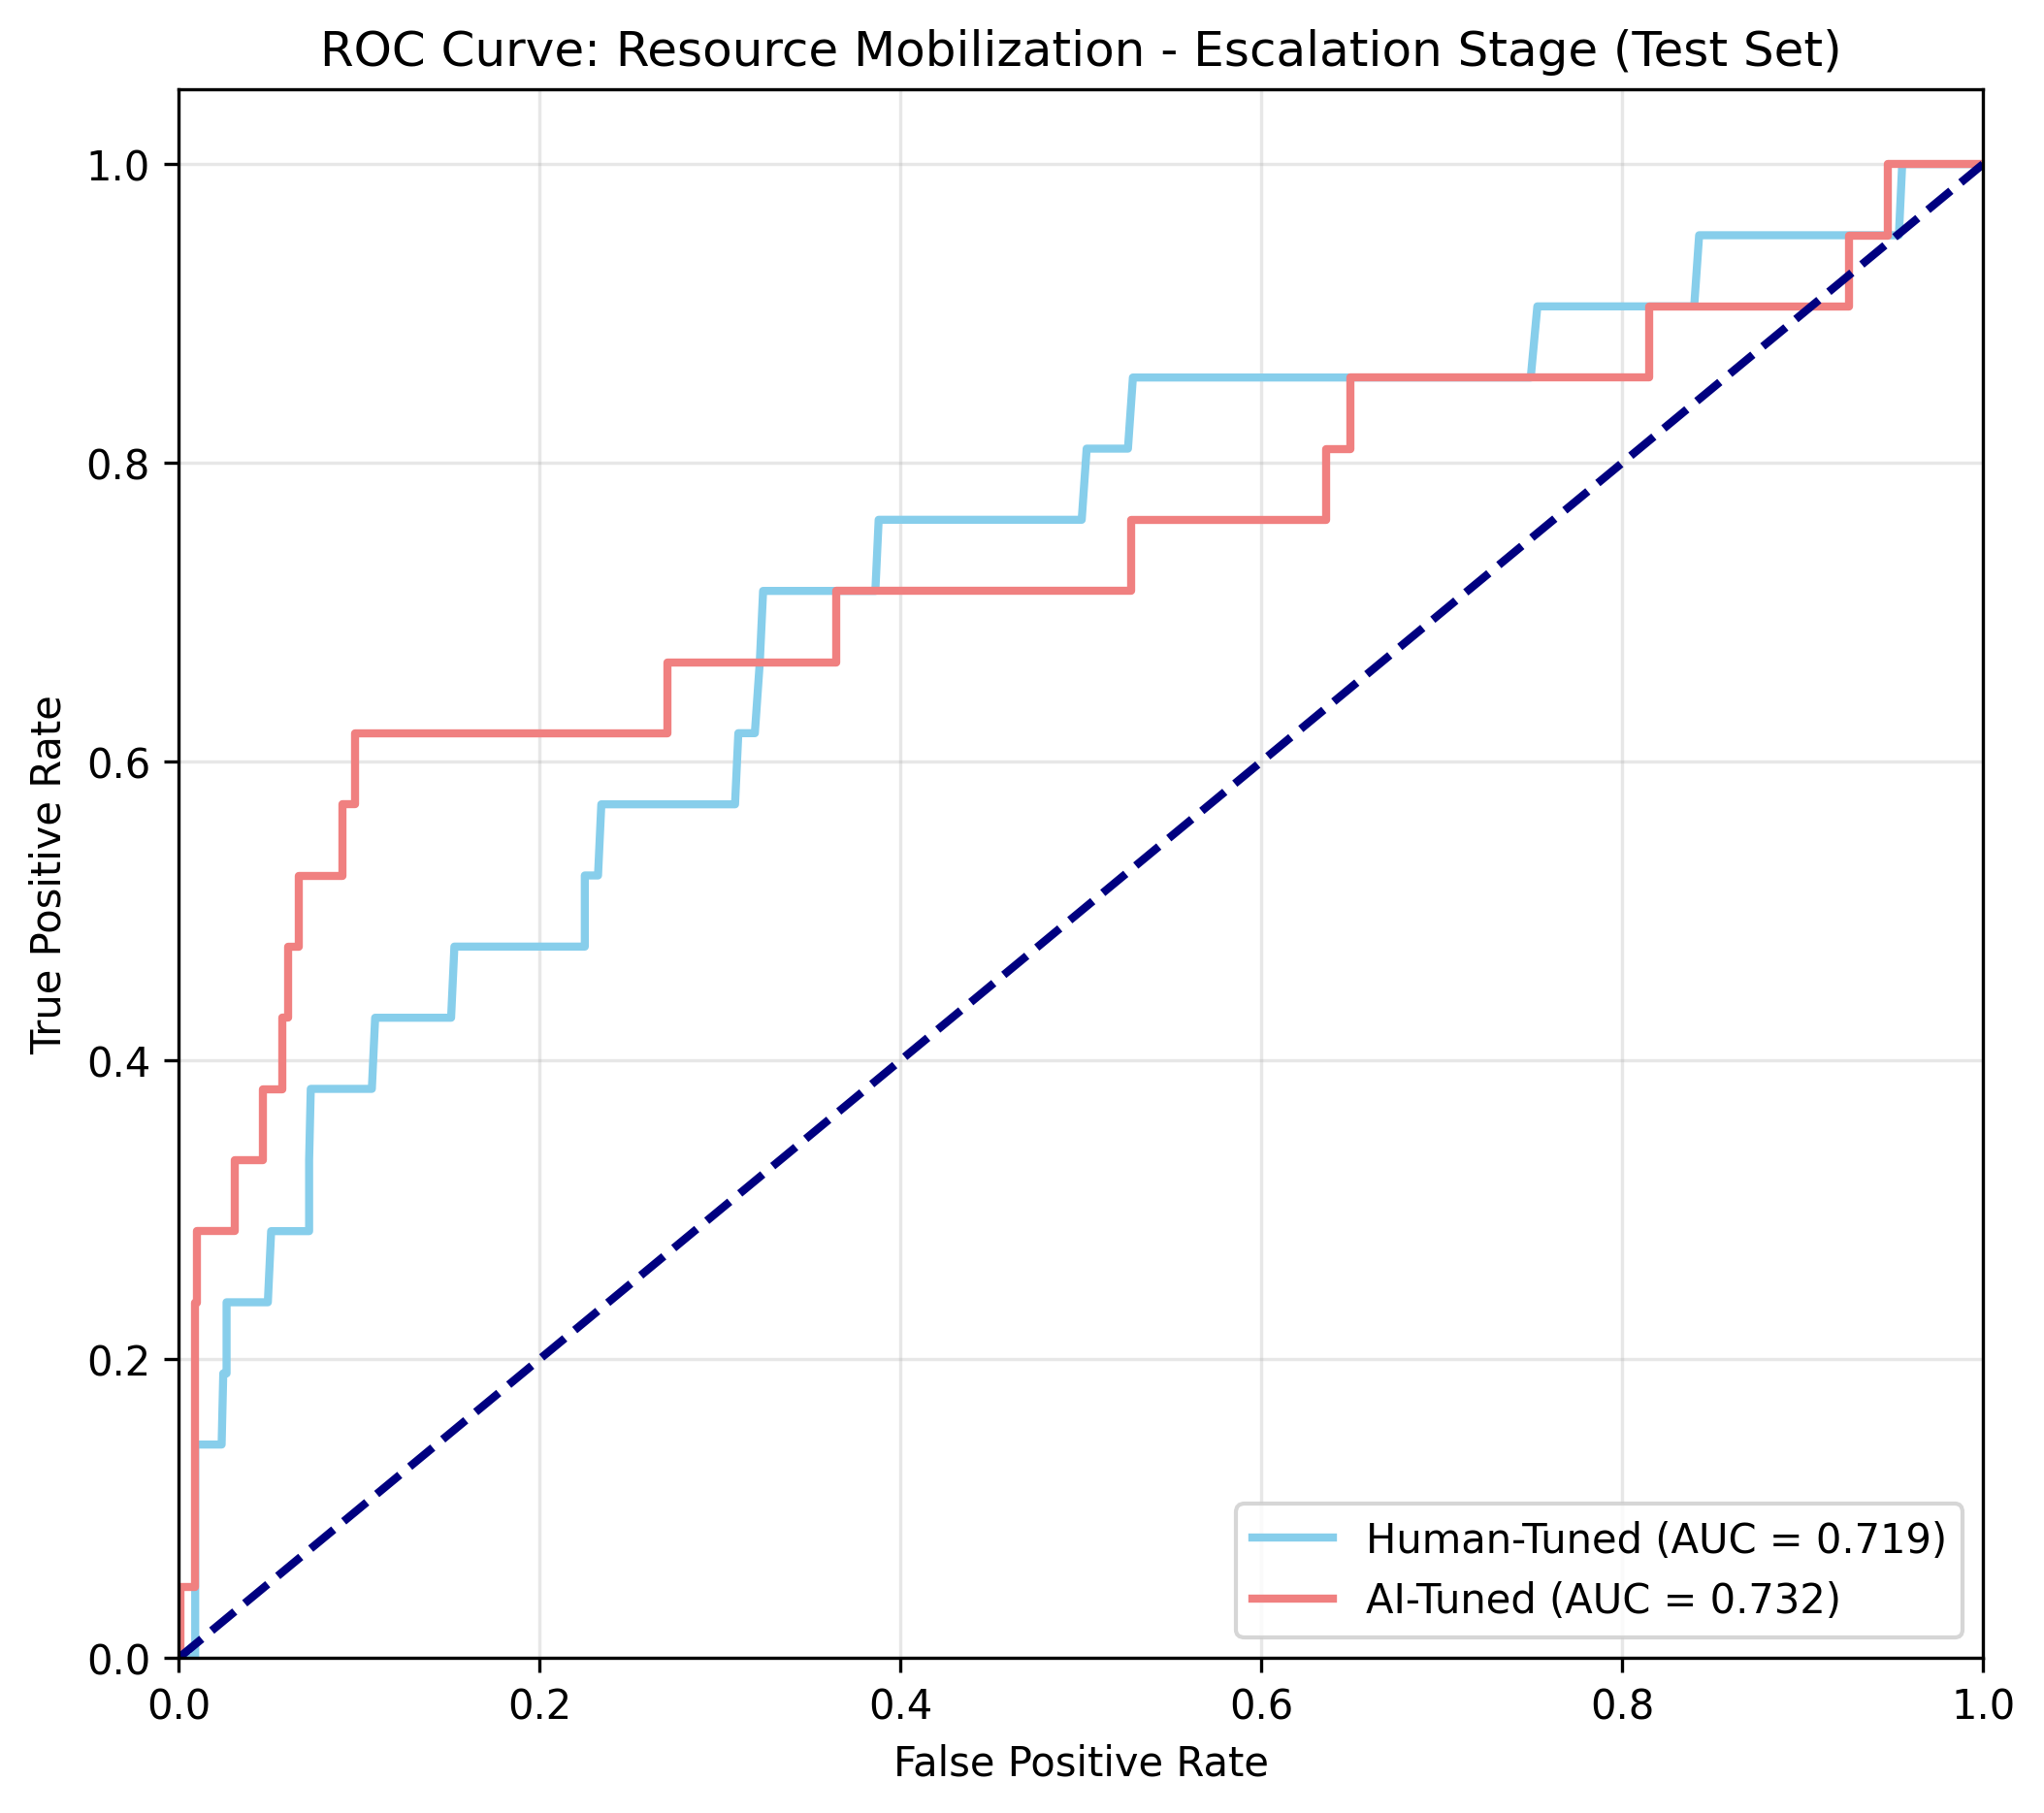 ROC Curve: Resource Mobilization - Escalation Stage (Test Set)
True Positive Rate
1.0
0.8
0.6
0.4
0.2
0.0
0.0 0.2 0.4 0.6 0.8 1.0
False Positive Rate
Human-Tuned (AUC = 0.719)
AI-Tuned (AUC = 0.732)